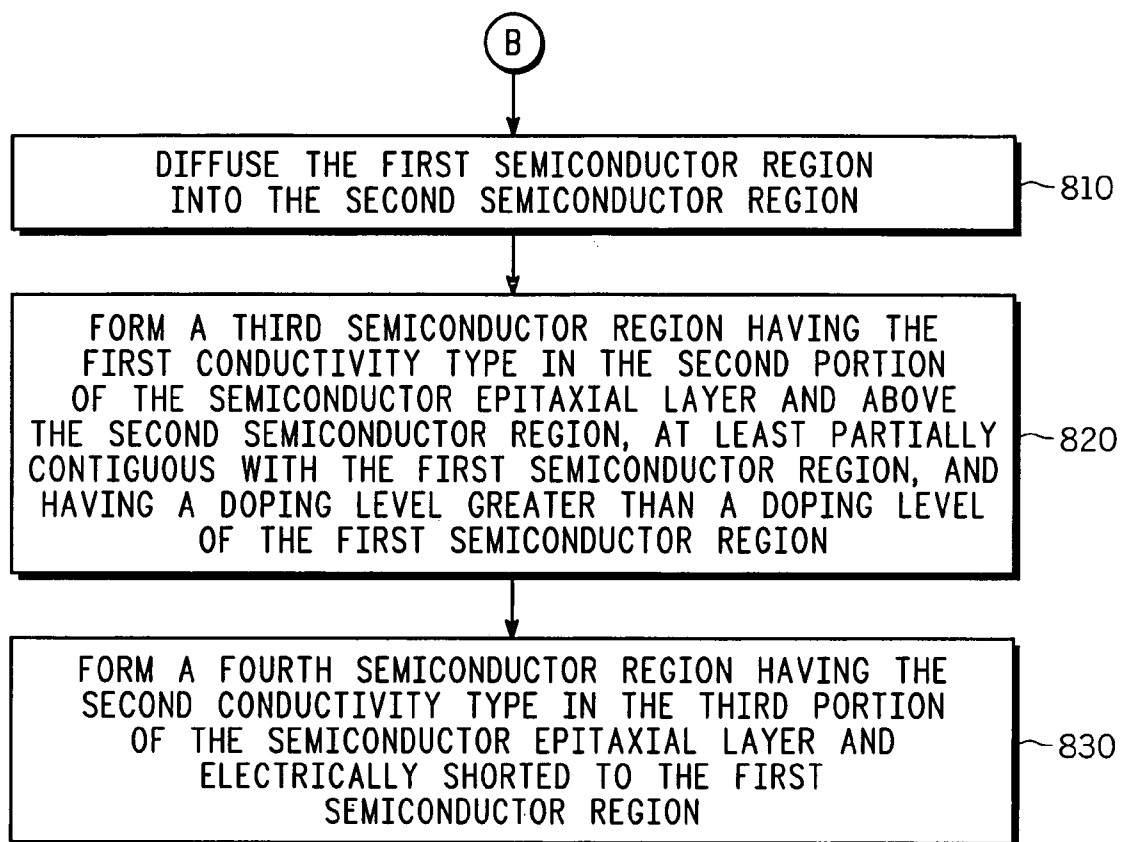 B
DIFFUSE THE FIRST SEMICONDUCTOR REGION
INTO THE SECOND SEMICONDUCTOR REGION
810
FORM A THIRD SEMICONDUCTOR REGION HAVING THE
FIRST CONDUCTIVITY TYPE IN THE SECOND PORTION
OF THE SEMICONDUCTOR EPITAXIAL LAYER AND ABOVE
THE SECOND SEMICONDUCTOR REGION, AT LEAST PARTIALLY
CONTIGUOUS WITH THE FIRST SEMICONDUCTOR REGION, AND
HAVING A DOPING LEVEL GREATER THAN A DOPING LEVEL
OF THE FIRST SEMICONDUCTOR REGION
820
FORM A FOURTH SEMICONDUCTOR REGION HAVING THE
SECOND CONDUCTIVITY TYPE IN THE THIRD PORTION
OF THE SEMICONDUCTOR EPITAXIAL LAYER AND
ELECTRICALLY SHORTED TO THE FIRST
SEMICONDUCTOR REGION
830